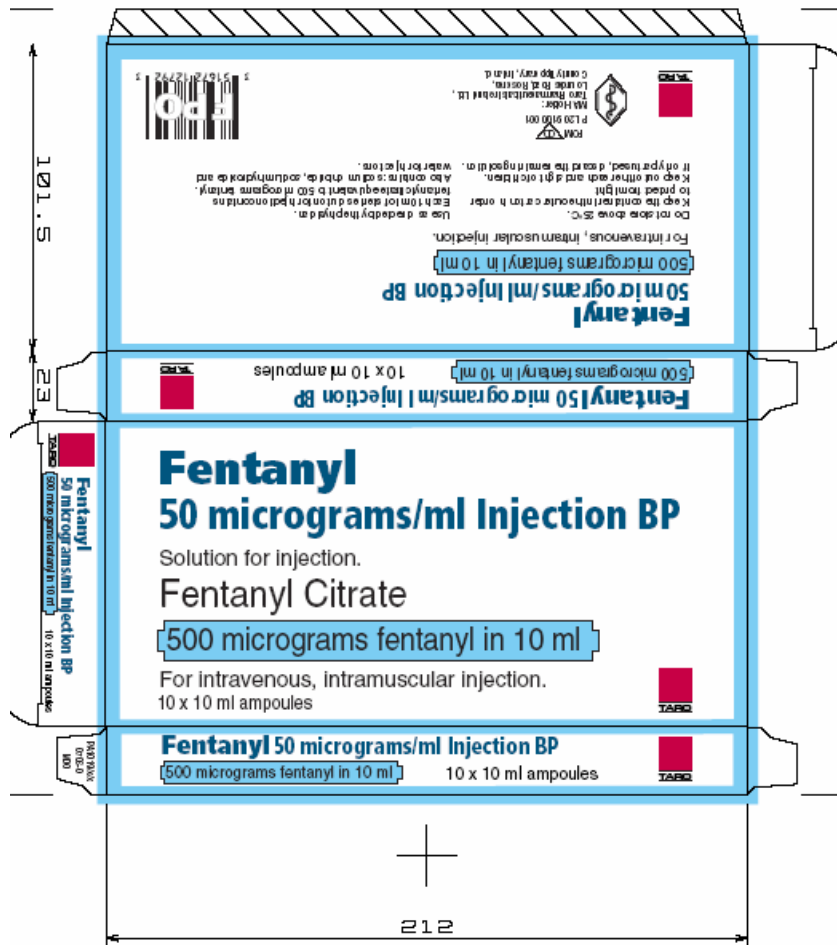 Fentanyl
50 micrograms/ml Injection BP
500 micrograms fentanyl in 10 ml
For intravenous, intramuscular injection.
Do not store above 25°C.
Keep the container in the outer carton in order
to protect from light
Keep out of the reach and sight of children.
If only part used, discard the remaining solution.
Use as directed by the physician.
Each 10ml of sterile solution for injection contains
fentanyl citrate equivalent to 500 micrograms fentanyl.
Also contains: sodium chloride, sodium hydroxide and
water for injections.
POM
MA Holder:
Taro Pharmaceuticals Ireland Ltd.,
Lourdes Road, Roscrea,
County Tipperary, Ireland.
TARO
FPO
3 51672 12792 3
101.5
23
Fentanyl 50 micrograms/ml Injection BP
500 micrograms fentanyl in 10 ml 10 x 10 ml ampoules
TARO
TARO
Fentanyl
50 micrograms/ml Injection BP
500 micrograms fentanyl in 10 ml 10 x 10 ml ampoules
Fentanyl
50 micrograms/ml Injection BP
Solution for injection.
Fentanyl Citrate
500 micrograms fentanyl in 10 ml
For intravenous, intramuscular injection.
10 x 10 ml ampoules
TARO
Fentanyl 50 micrograms/ml Injection BP
500 micrograms fentanyl in 10 ml 10 x 10 ml ampoules
TARO
212